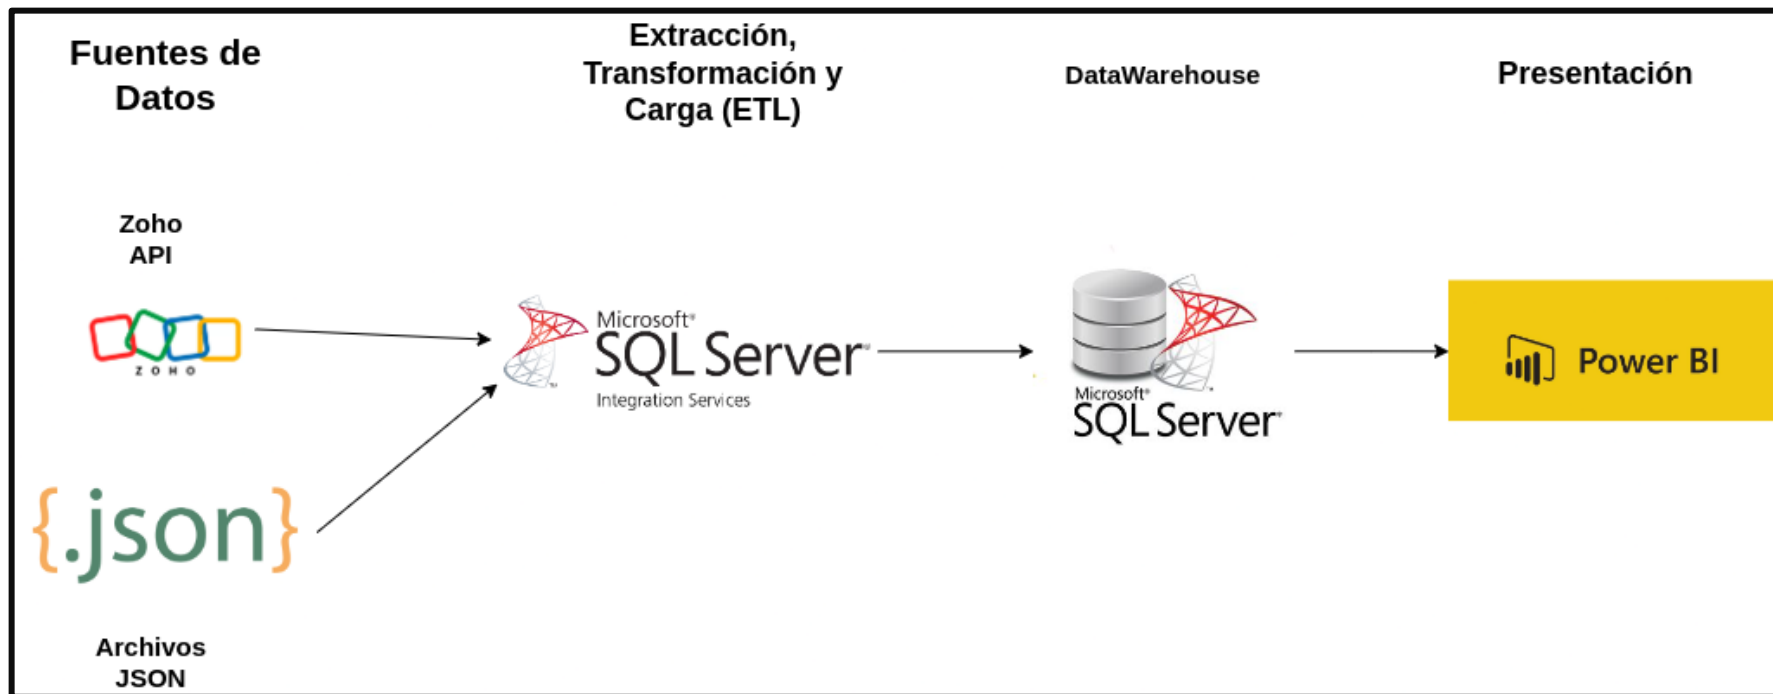 Fuentes de
Datos
Extracción,
Transformación y
Carga (ETL)
DataWarehouse
Presentación
Zoho
API
ZOHO
Microsoft®
SQL Server®
Integration Services
Microsoft®
SQL Server®
Power BI
{.json}
Archivos
JSON